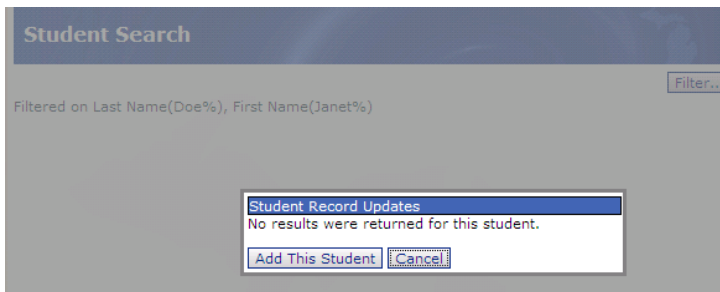 Student Search
Filter..
Filtered on Last Name(Doe%), First Name(Janet%)
Student Record Updates
No results were returned for this student.
Add This Student Cancel